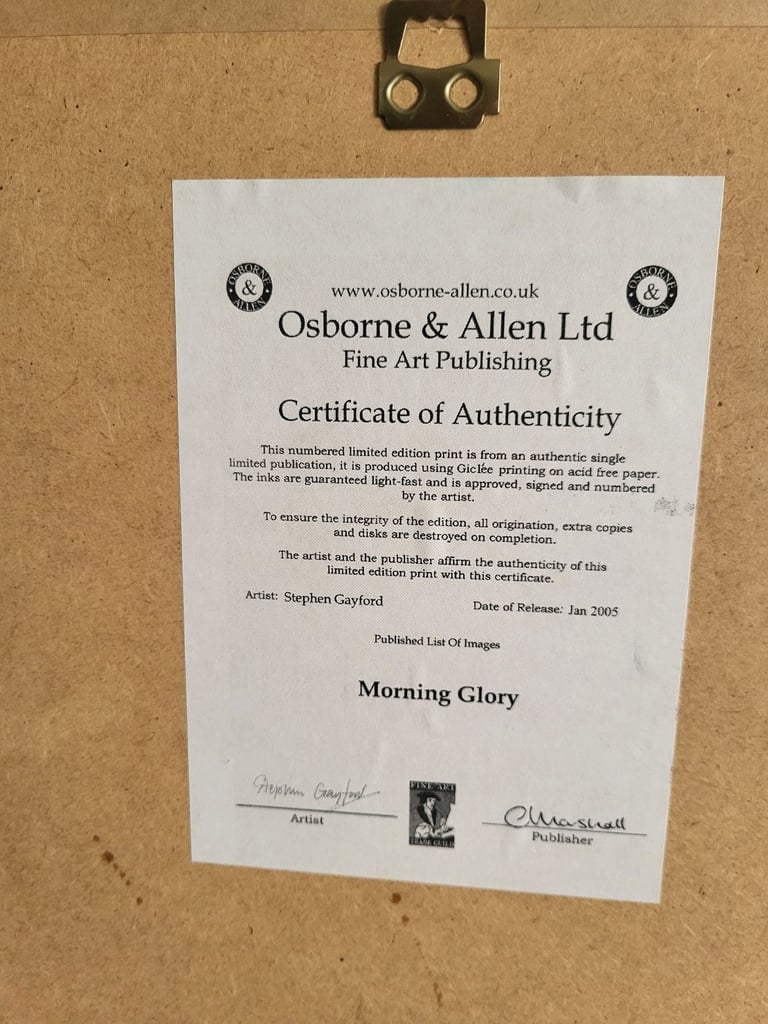 OSBORNE & ALLEN
OSBORNE & ALLEN
www.osborne-allen.co.uk
Osborne & Allen Ltd
Fine Art Publishing
Certificate of Authenticity
This numbered limited edition print is from an authentic single
limited publication, it is produced using Giclée printing on acid free paper.
The inks are guaranteed light-fast and is approved, signed and numbered
by the artist.
To ensure the integrity of the edition, all origination, extra copies
and disks are destroyed on completion.
The artist and the publisher affirm the authenticity of this
limited edition print with this certificate.
Artist: Stephen Gayford
Date of Release: Jan 2005
Published List Of Images
Morning Glory
Stephen Gayford
Artist
FINE ART
TRADE GUILD
CMarshall
Publisher